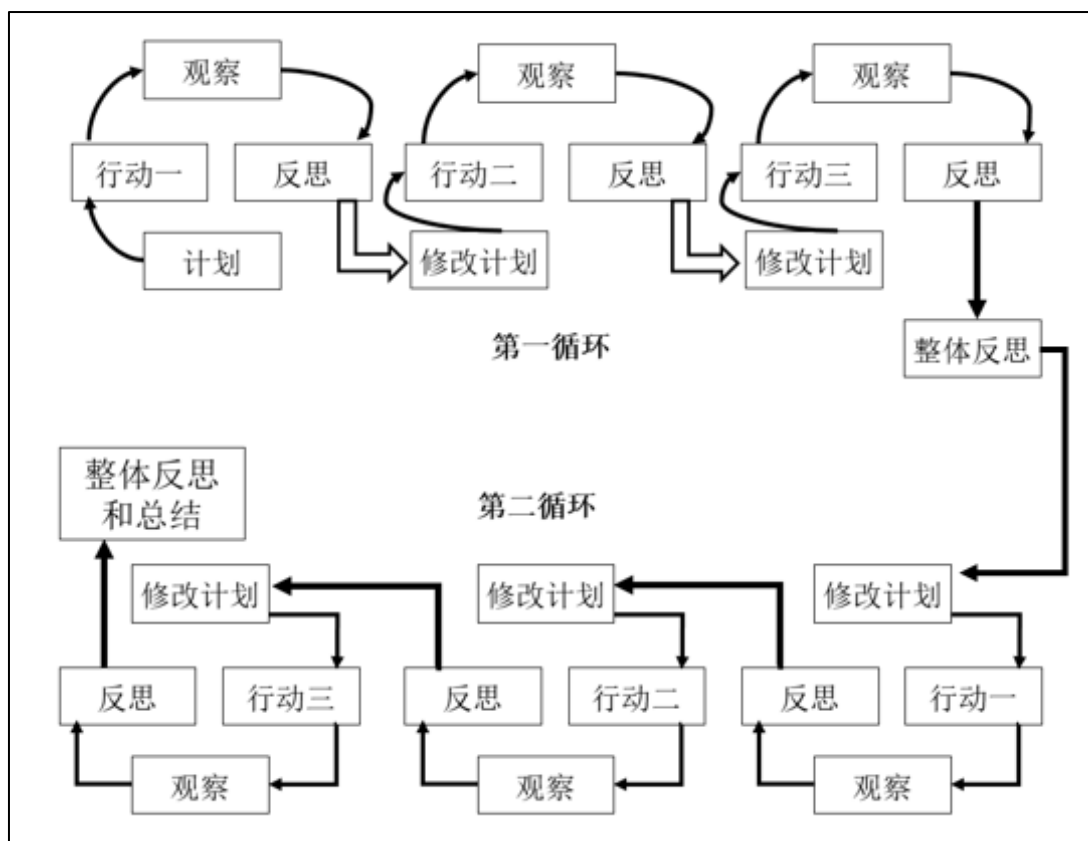 观察
观察
观察
行动一
反思
行动二
反思
行动三
反思
计划
修改计划
修改计划
第一循环
整体反思
整体反思
和总结
第二循环
修改计划
修改计划
修改计划
反思
行动三
反思
行动二
反思
行动一
观察
观察
观察